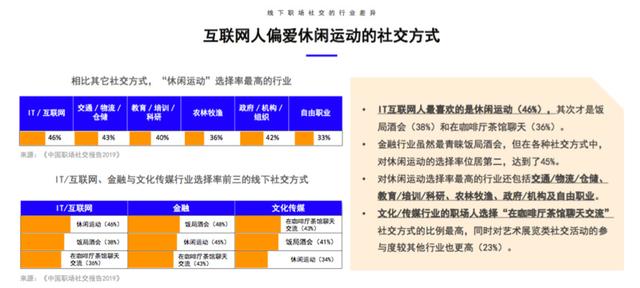 线下职场社交的行业差异
互联网人偏爱休闲运动的社交方式
相比其它社交方式，“休闲运动”选择率最高的行业
IT / 互联网
交通 / 物流 /
仓储
教育 / 培训 /
科研
农林牧渔
政府 / 机构 /
组织
自由职业
46%
43%
40%
36%
42%
33%
来源：《中国职场社交报告2019》
IT/互联网、金融与文化传媒行业选择率前三的线下社交方式
IT/互联网
金融
文化传媒
休闲运动（46%）
饭局酒会（48%）
在咖啡厅茶馆聊天
交流（43%）
饭局酒会（38%）
休闲运动（45%）
饭局酒会（41%）
在咖啡厅茶馆聊天
交流（36%）
在咖啡厅茶馆聊天
交流（43%）
休闲运动（34%）
来源：《中国职场社交报告2019》
• IT互联网人最喜欢的是休闲运动（46%），其次才是饭
局酒会（38%）和在咖啡厅茶馆聊天（36%）。
• 金融行业虽然最青睐饭局酒会，但在各种社交方式中，
对休闲运动的选择率位居第二，达到了45%。
• 对休闲运动选择率最高的行业还包括交通/物流/仓储、
教育/培训/科研、农林牧渔、政府/机构及自由职业。
• 文化/传媒行业的职场人选择“在咖啡厅茶馆聊天交流”
社交方式的比例最高，同时对艺术展览类社交活动的参
与度较其他行业也更高（23%）。